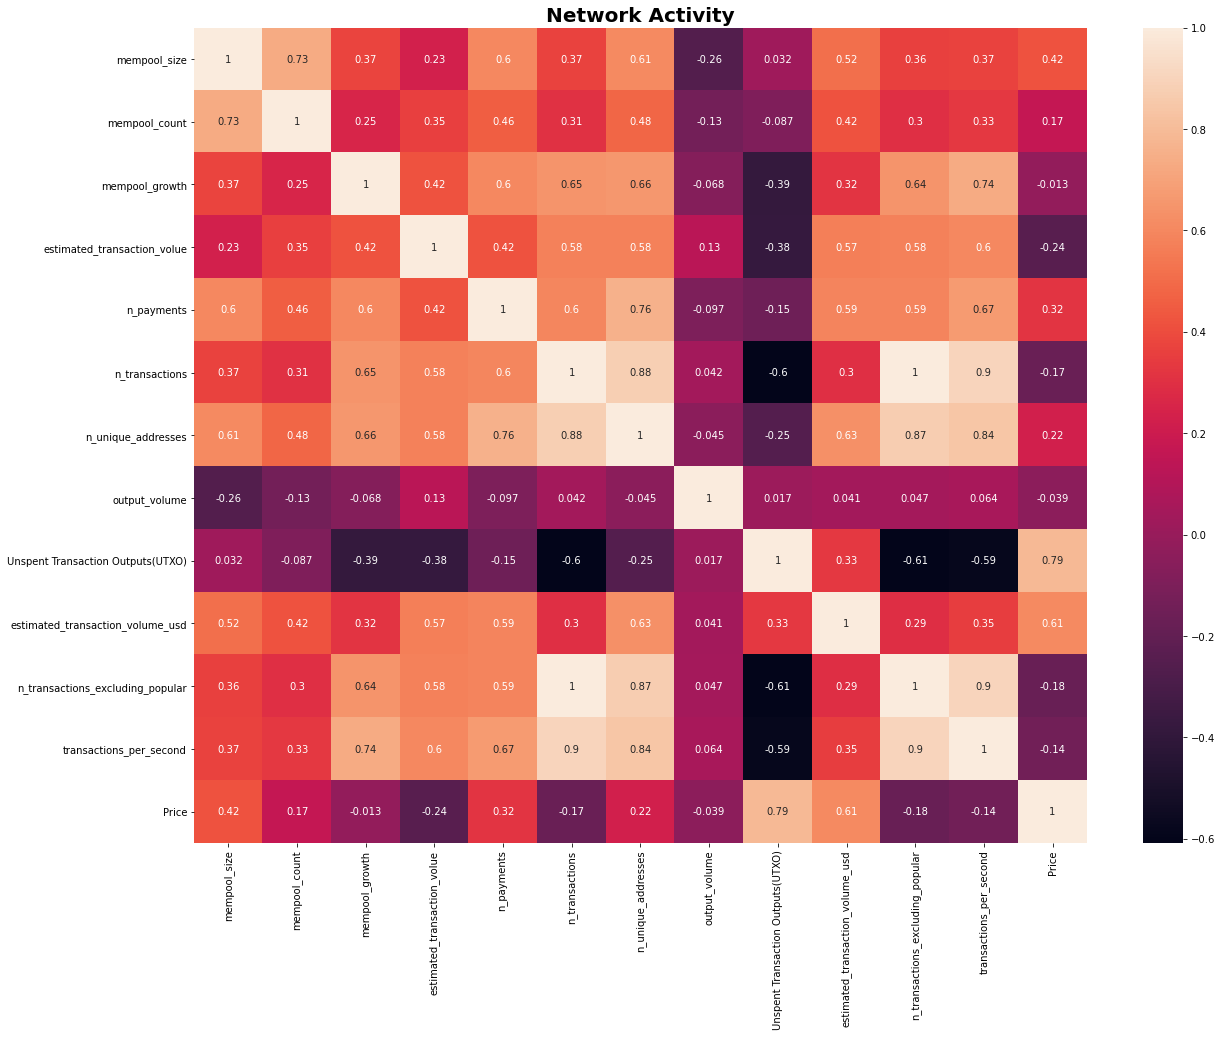 Network Activity
mempool_size 1 0.73 0.37 0.23 0.6 0.37 0.61 -0.26 0.032 0.52 0.36 0.37 0.42
mempool_count 0.73 1 0.25 0.35 0.46 0.31 0.48 -0.13 -0.087 0.42 0.3 0.33 0.17
mempool_growth 0.37 0.25 1 0.42 0.6 0.65 0.66 -0.068 -0.39 0.32 0.64 0.74 -0.013
estimated_transaction_volue 0.23 0.35 0.42 1 0.42 0.58 0.58 0.13 -0.38 0.57 0.58 0.6 -0.24
n_payments 0.6 0.46 0.6 0.42 1 0.6 0.76 -0.097 -0.15 0.59 0.59 0.67 0.32
n_transactions 0.37 0.31 0.65 0.58 0.6 1 0.88 0.042 -0.6 0.3 1 0.9 -0.17
n_unique_addresses 0.61 0.48 0.66 0.58 0.76 0.88 1 -0.045 -0.25 0.63 0.87 0.84 0.22
output_volume -0.26 -0.13 -0.068 0.13 -0.097 0.042 -0.045 1 0.017 0.041 0.047 0.064 -0.039
Unspent Transaction Outputs(UTXO) 0.032 -0.087 -0.39 -0.38 -0.15 -0.6 -0.25 0.017 1 0.33 -0.61 -0.59 0.79
estimated_transaction_volume_usd 0.52 0.42 0.32 0.57 0.59 0.3 0.63 0.041 0.33 1 0.29 0.35 0.61
n_transactions_excluding_popular 0.36 0.3 0.64 0.58 0.59 1 0.87 0.047 -0.61 0.29 1 0.9 -0.18
transactions_per_second 0.37 0.33 0.74 0.6 0.67 0.9 0.84 0.064 -0.59 0.35 0.9 1 -0.14
Price 0.42 0.17 -0.013 -0.24 0.32 -0.17 0.22 -0.039 0.79 0.61 -0.18 -0.14 1
mempool_size
mempool_count
mempool_growth
estimated_transaction_volue
n_payments
n_transactions
n_unique_addresses
output_volume
Unspent Transaction Outputs(UTXO)
estimated_transaction_volume_usd
n_transactions_excluding_popular
transactions_per_second
Price
1.0
0.8
0.6
0.4
0.2
0.0
−0.2
−0.4
−0.6